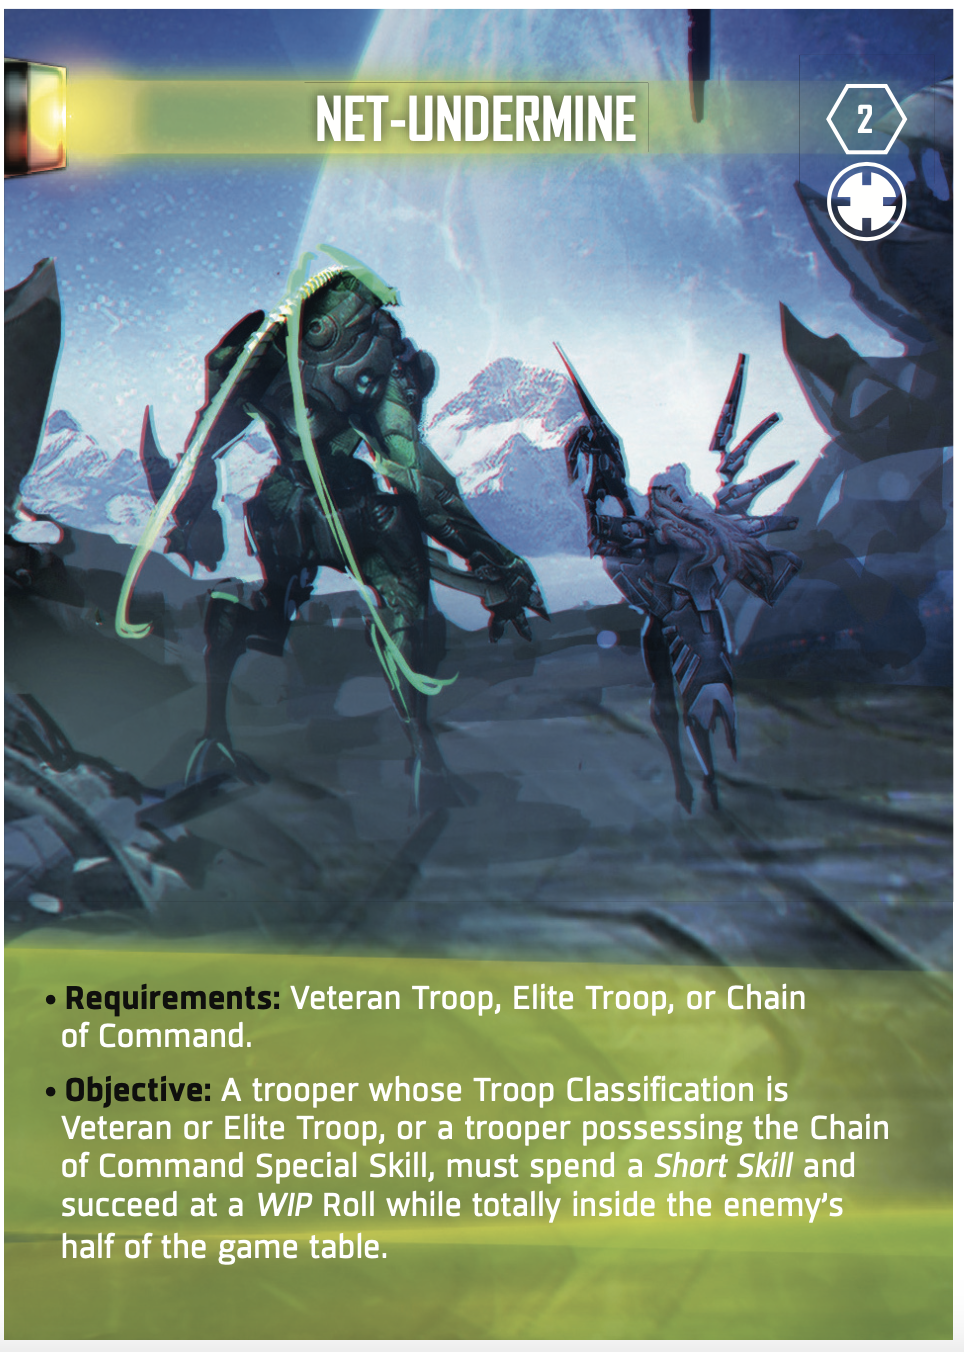 NET-UNDERMINE
2
• Requirements: Veteran Troop, Elite Troop, or Chain
of Command.
• Objective: A trooper whose Troop Classification is
Veteran or Elite Troop, or a trooper possessing the Chain
of Command Special Skill, must spend a Short Skill and
succeed at a WIP Roll while totally inside the enemy’s
half of the game table.